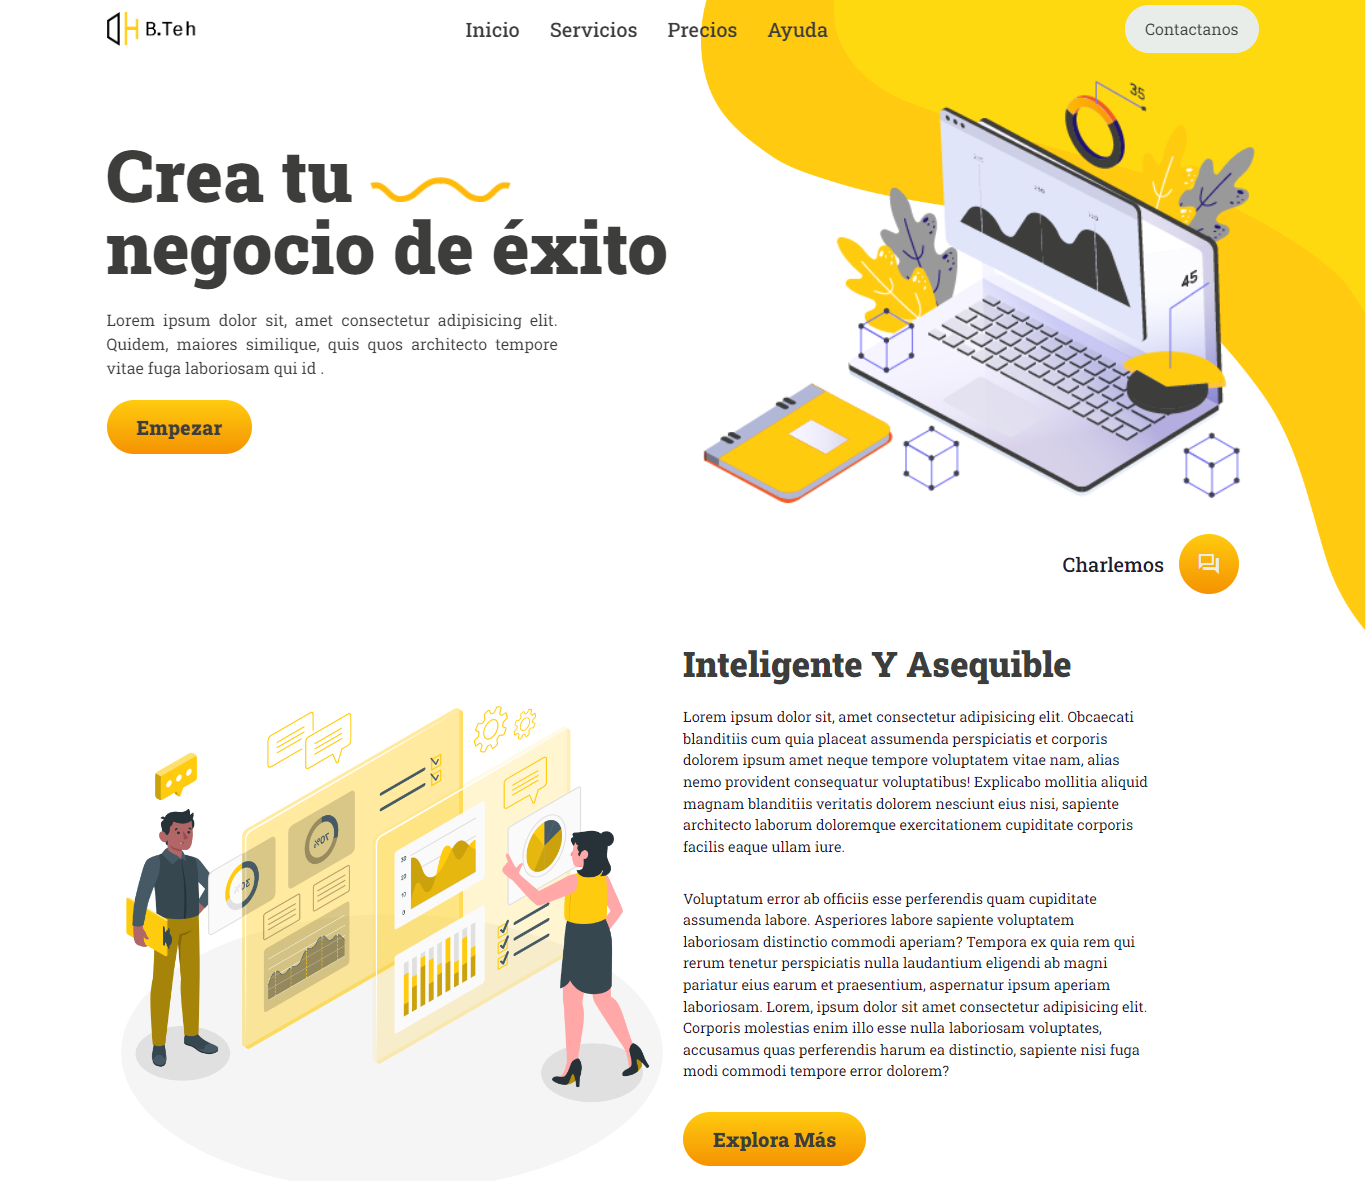 B.Teh
Inicio Servicios Precios Ayuda
Contactanos
35
Crea tu
negocio de éxito
45
Lorem ipsum dolor sit, amet consectetur adipisicing elit.
Quidem, maiores similique, quis quos architecto tempore
vitae fuga laboriosam qui id .
Empezar
Charlemos
Inteligente Y Asequible
Lorem ipsum dolor sit, amet consectetur adipisicing elit. Obcaecati
blanditiis cum quia placeat assumenda perspiciatis et corporis
dolorem ipsum amet neque tempore voluptatem vitae nam, alias
nemo provident consequatur voluptatibus! Explicabo mollitia aliquid
magnam blanditiis veritatis dolorem nesciunt eius nisi, sapiente
architecto laborum doloremque exercitationem cupiditate corporis
facilis eaque ullam iure.
Voluptatum error ab officiis esse perferendis quam cupiditate
assumenda labore. Asperiores labore sapiente voluptatem
laboriosam distinctio commodi aperiam? Tempora ex quia rem qui
rerum tenetur perspiciatis nulla laudantium eligendi ab magni
pariatur eius earum et praesentium, aspernatur ipsum aperiam
laboriosam. Lorem, ipsum dolor sit amet consectetur adipisicing elit.
Corporis molestias enim illo esse nulla laboriosam voluptates,
accusamus quas perferendis harum ea distinctio, sapiente nisi fuga
modi commodi tempore error dolorem?
70%
30
20
10
0
Explora Más